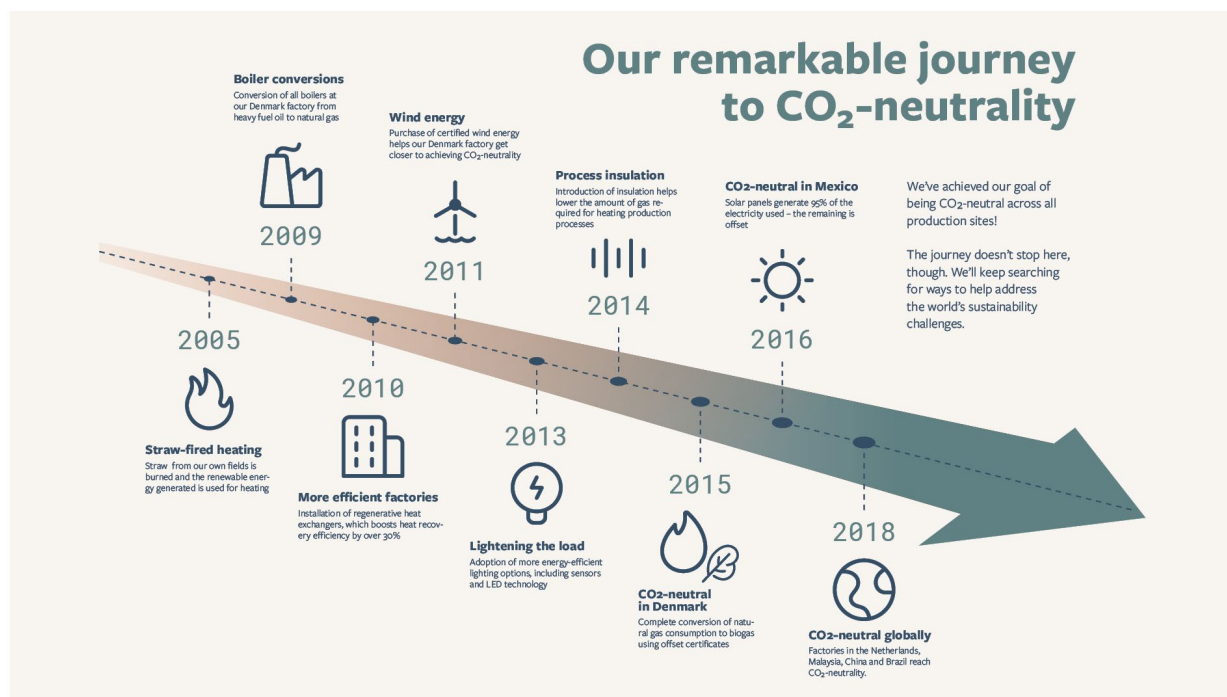 Our remarkable journey
to CO₂-neutrality
Boiler conversions
Conversion of all boilers at
our Denmark factory from
heavy fuel oil to natural gas
2009
Wind energy
Purchase of certified wind energy
helps our Denmark factory get
closer to achieving CO₂-neutrality
2011
Process insulation
Introduction of insulation helps
lower the amount of gas re-
quired for heating production
processes
2014
CO2-neutral in Mexico
Solar panels generate 95% of the
electricity used – the remaining is
offset
2016
We've achieved our goal of
being CO₂-neutral across all
production sites!
The journey doesn't stop here,
though. We'll keep searching
for ways to help address
the world's sustainability
challenges.
2005
Straw-fired heating
Straw from our own fields is
burned and the renewable ener-
gy generated is used for heating
2010
More efficient factories
Installation of regenerative heat
exchangers, which boosts heat recov-
ery efficiency by over 30%
2013
Lightening the load
Adoption of more energy-efficient
lighting options, including sensors
and LED technology
2015
CO2-neutral
in Denmark
Complete conversion of natu-
ral gas consumption to biogas
using offset certificates
2018
CO2-neutral globally
Factories in the Netherlands,
Malaysia, China and Brazil reach
CO₂-neutrality.